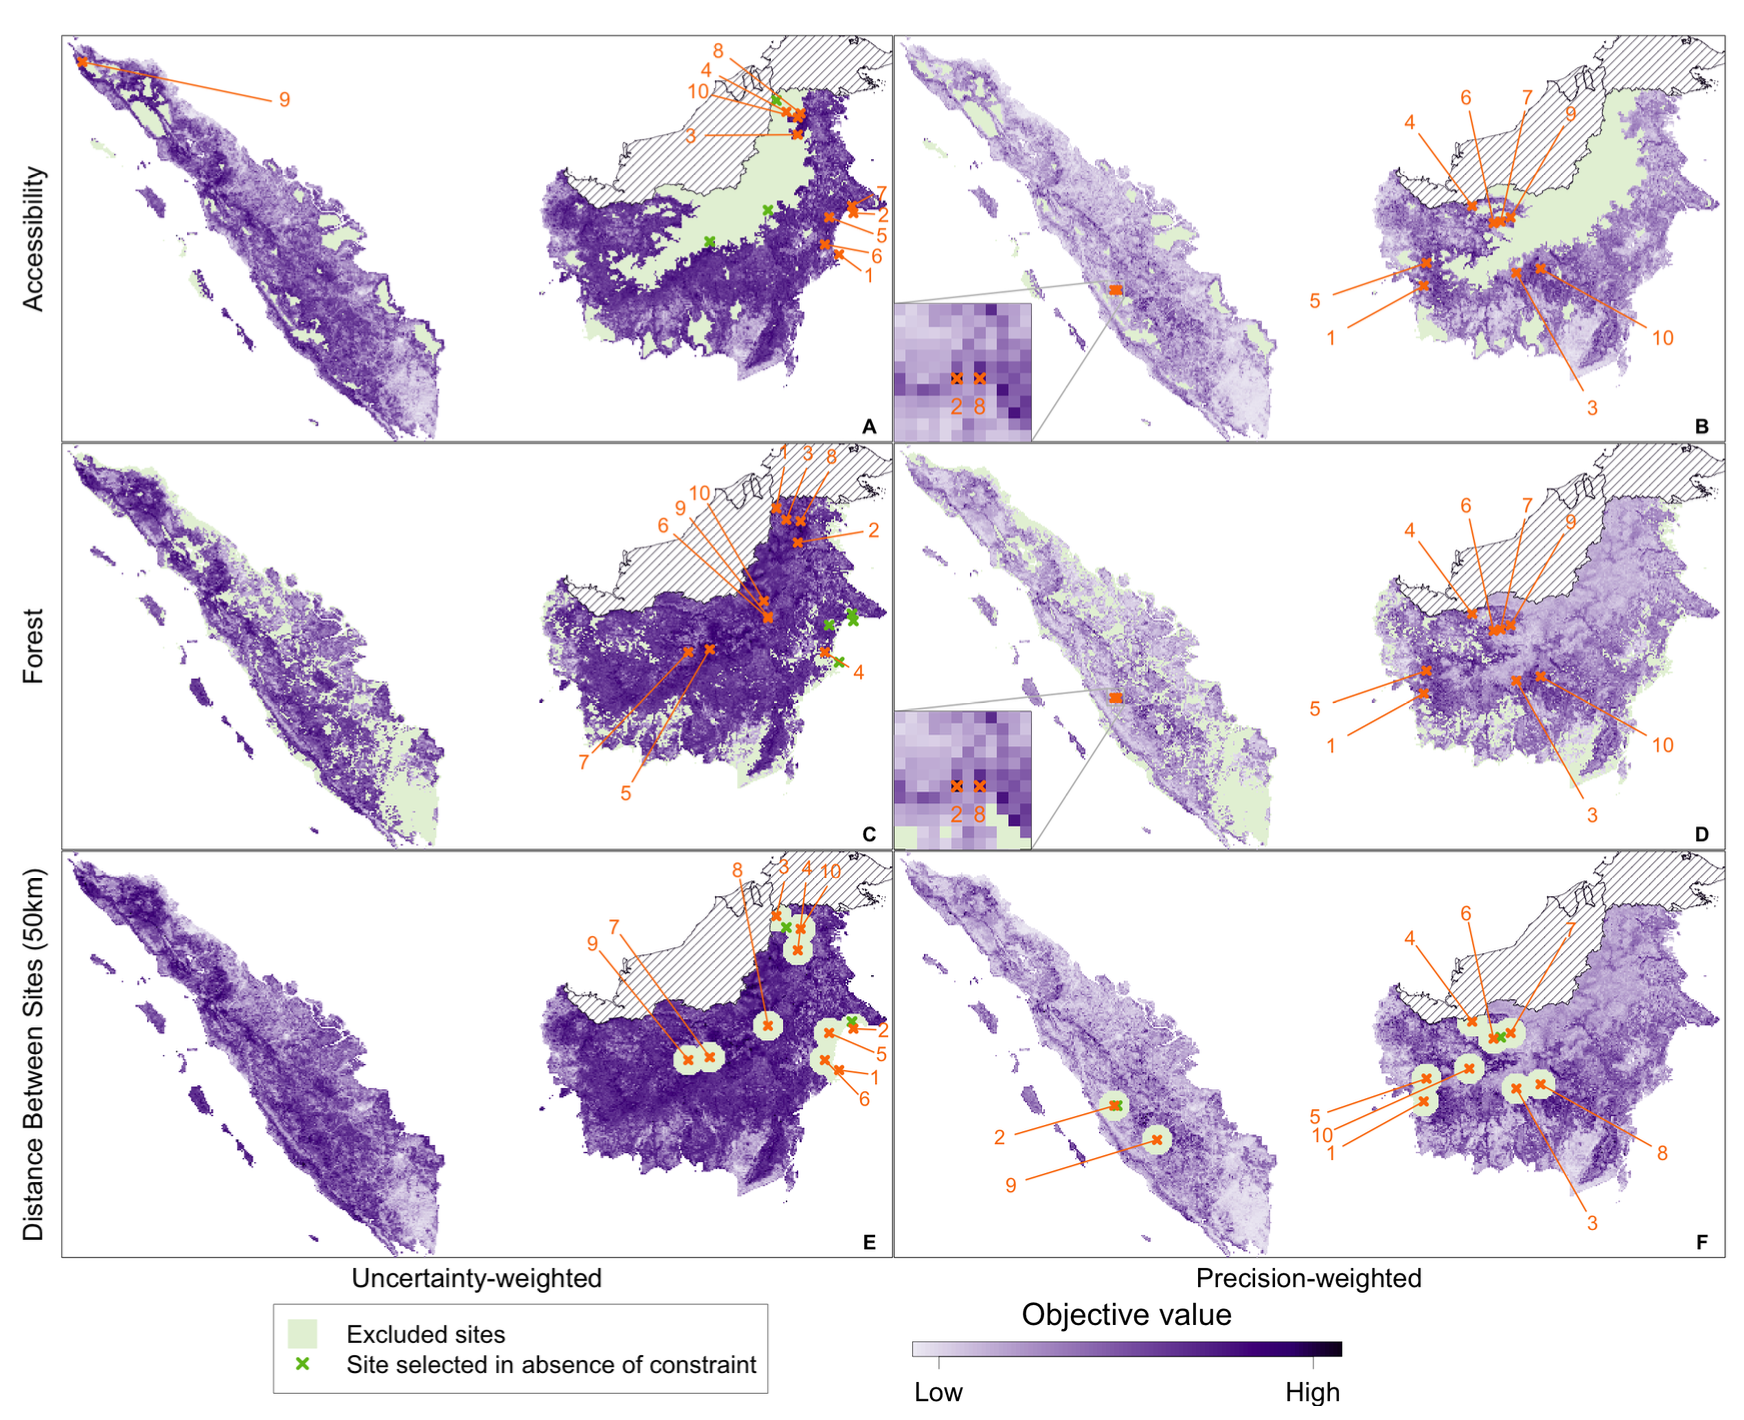 Accessibility
8
4
10
9
3
7
2
5
6
1
A
6
7
4
9
5
1
10
2 8
3
B
Forest
1 3 8
10
9
6
2
4
7
5
C
6
7
4
9
5
1
10
2 8
3
D
Distance Between Sites (50km)
8
3 4 10
7
9
2
5
1
6
E
6
7
4
5
10
2
1
8
9
3
F
Uncertainty-weighted
Precision-weighted
Excluded sites
Site selected in absence of constraint
Objective value
Low
High